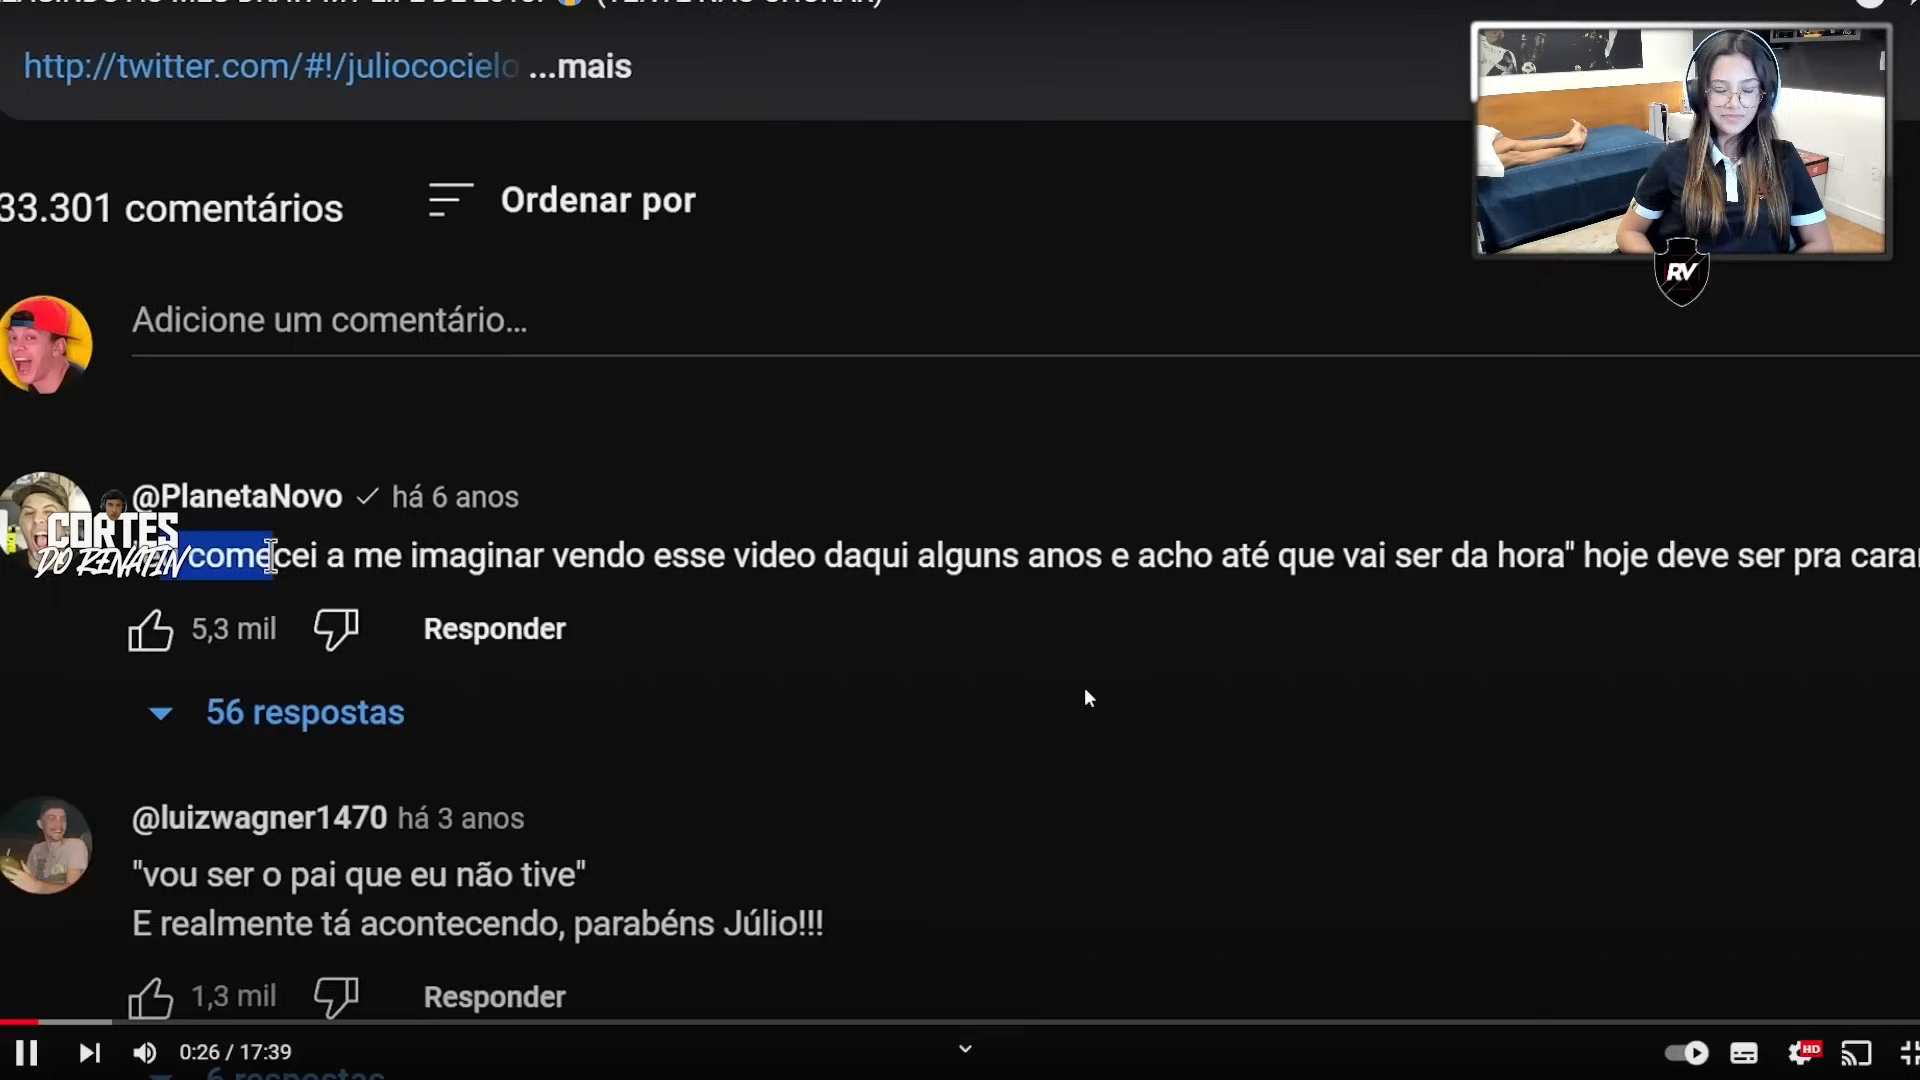 http://twitter.com/#!/juliococielo ...mais
33.301 comentários
Ordenar por
RV
Adicione um comentário...
@PlanetaNovo há 6 anos
CORTES
DO RENATIN
comecei a me imaginar vendo esse video daqui alguns anos e acho até que vai ser da hora" hoje deve ser pra
5,3 mil
Responder
56 respostas
@luizwagner1470 há 3 anos
"vou ser o pai que eu não tive"
E realmente tá acontecendo, parabéns Júlio!!!
1,3 mil
Responder
0:26 / 17:39
HD
6 respostas